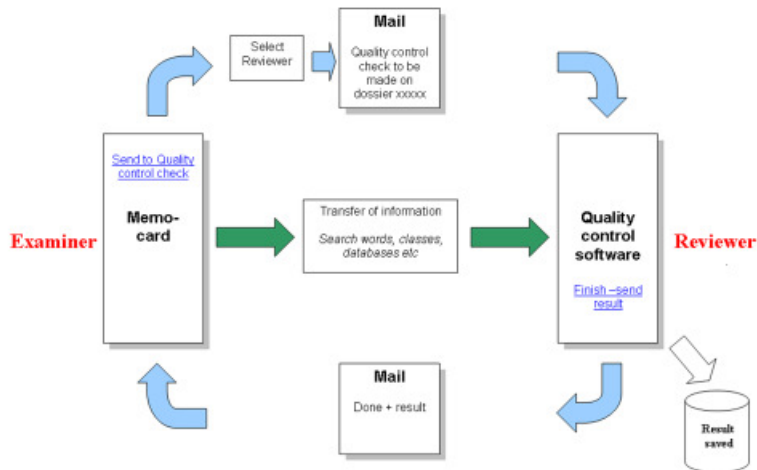 Select
Reviewer
Mail
Quality control
check to be
made on
dossier xxxxx
Send to Quality
control check
Memo-
card
Examiner
Transfer of information
Search words, classes,
databases etc
Quality
control
software
Finish –send
result
Reviewer
Mail
Done + result
Result
saved